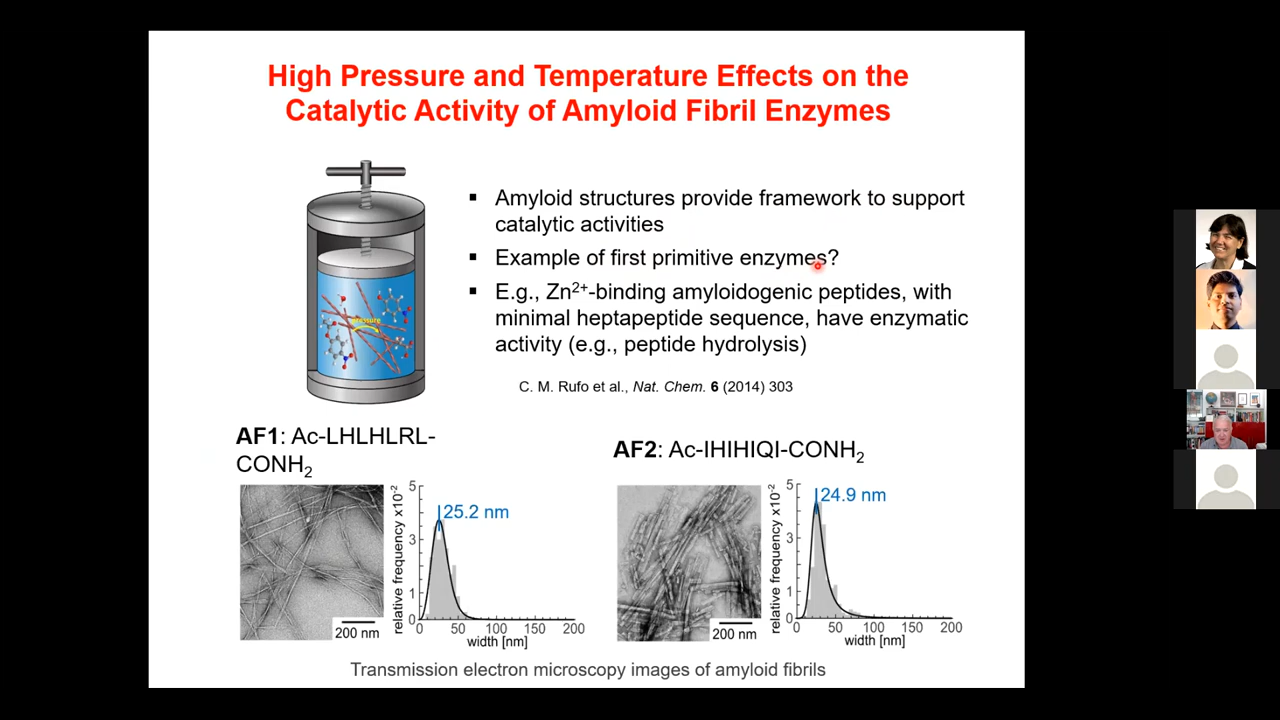 High Pressure and Temperature Effects on the
Catalytic Activity of Amyloid Fibril Enzymes
▪ Amyloid structures provide framework to support
catalytic activities
▪ Example of first primitive enzymes?
▪ E.g., Zn²⁺-binding amyloidogenic peptides, with
minimal heptapeptide sequence, have enzymatic
activity (e.g., peptide hydrolysis)
pressure
C. M. Rufo et al., Nat. Chem. 6 (2014) 303
AF1: Ac-LHLHLRL-
CONH₂
200 nm
relative frequency x10⁻²
5
3
1
0
25.2 nm
0 50 100 150 200
width [nm]
AF2: Ac-IHIHIQI-CONH₂
200 nm
relative frequency x10⁻²
5
3
1
0
24.9 nm
0 50 100 150 200
width [nm]
Transmission electron microscopy images of amyloid fibrils